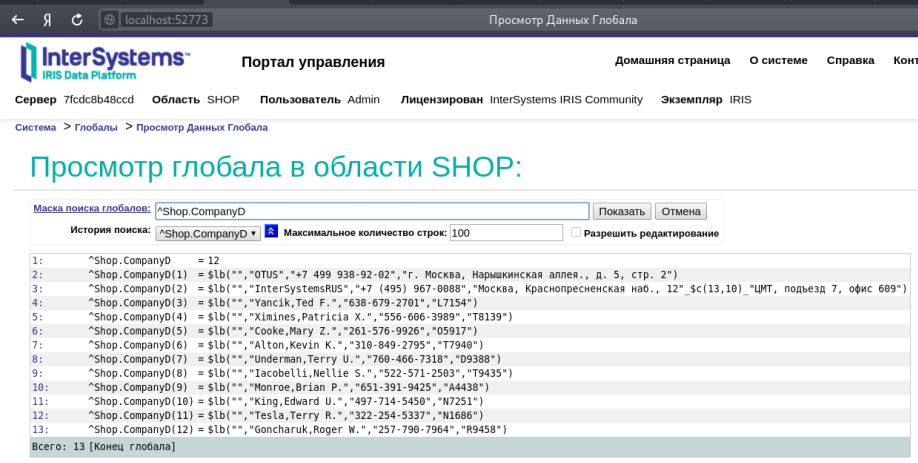 Я localhost:52773 Просмотр Данных Глобала
InterSystems™
IRIS Data Platform
Портал управления
Домашняя страница О системе Справка Конт
Сервер 7fcdc8b48ccd Область SHOP Пользователь Admin Лицензирован InterSystems IRIS Community Экземпляр IRIS
Система > Глобалы > Просмотр Данных Глобала
Просмотр глобала в области SHOP:
Маска поиска глобалов: ^Shop.CompanyD Показать Отмена
История поиска: ^Shop.CompanyD Максимальное количество строк: 100 Разрешить редактирование
1: ^Shop.CompanyD = 12
2: ^Shop.CompanyD(1) = $lb("","OTUS","+7 499 938-92-02","г. Москва, Нарышкинская аллея., д. 5, стр. 2")
3: ^Shop.CompanyD(2) = $lb("","InterSystemsRUS","+7 (495) 967-0088","Москва, Краснопресненская наб., 12"_$c(13,10)_"ЦМТ, подъезд 7, офис 609")
4: ^Shop.CompanyD(3) = $lb("","Yancik,Ted F.","638-679-2701","L7154")
5: ^Shop.CompanyD(4) = $lb("","Ximines,Patricia X.","556-606-3989","T8139")
6: ^Shop.CompanyD(5) = $lb("","Cooke,Mary Z.","261-576-9926","O5917")
7: ^Shop.CompanyD(6) = $lb("","Alton,Kevin K.","310-849-2795","T7940")
8: ^Shop.CompanyD(7) = $lb("","Underman,Terry U.","760-466-7318","D9388")
9: ^Shop.CompanyD(8) = $lb("","Iacobelli,Nellie S.","522-571-2503","T9435")
10: ^Shop.CompanyD(9) = $lb("","Monroe,Brian P.","651-391-9425","A4438")
11: ^Shop.CompanyD(10) = $lb("","King,Edward U.","497-714-5450","N7251")
12: ^Shop.CompanyD(11) = $lb("","Tesla,Terry R.","322-254-5337","N1686")
13: ^Shop.CompanyD(12) = $lb("","Goncharuk,Roger W.","257-790-7964","R9458")
Всего: 13 [Конец глобала]